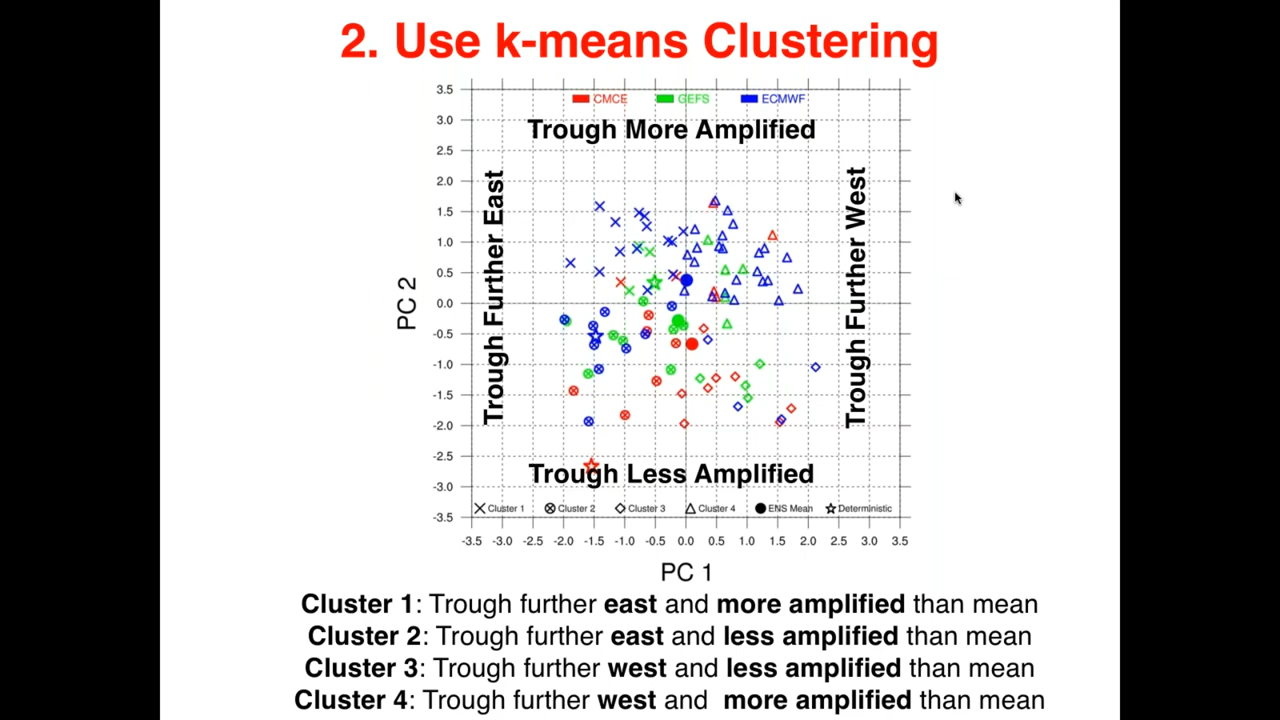 2. Use k-means Clustering
3.5
CMCE GEFS ECMWF
3.0
Trough More Amplified
2.5
2.0
1.5
1.0
0.5
0.0
-0.5
-1.0
-1.5
-2.0
-2.5
-3.0
-3.5
PC 2
Trough Further East
Trough Further West
Trough Less Amplified
Cluster 1 Cluster 2 Cluster 3 Cluster 4 ENS Mean Deterministic
-3.5 -3.0 -2.5 -2.0 -1.5 -1.0 -0.5 0.0 0.5 1.0 1.5 2.0 2.5 3.0 3.5
PC 1
Cluster 1: Trough further east and more amplified than mean
Cluster 2: Trough further east and less amplified than mean
Cluster 3: Trough further west and less amplified than mean
Cluster 4: Trough further west and more amplified than mean